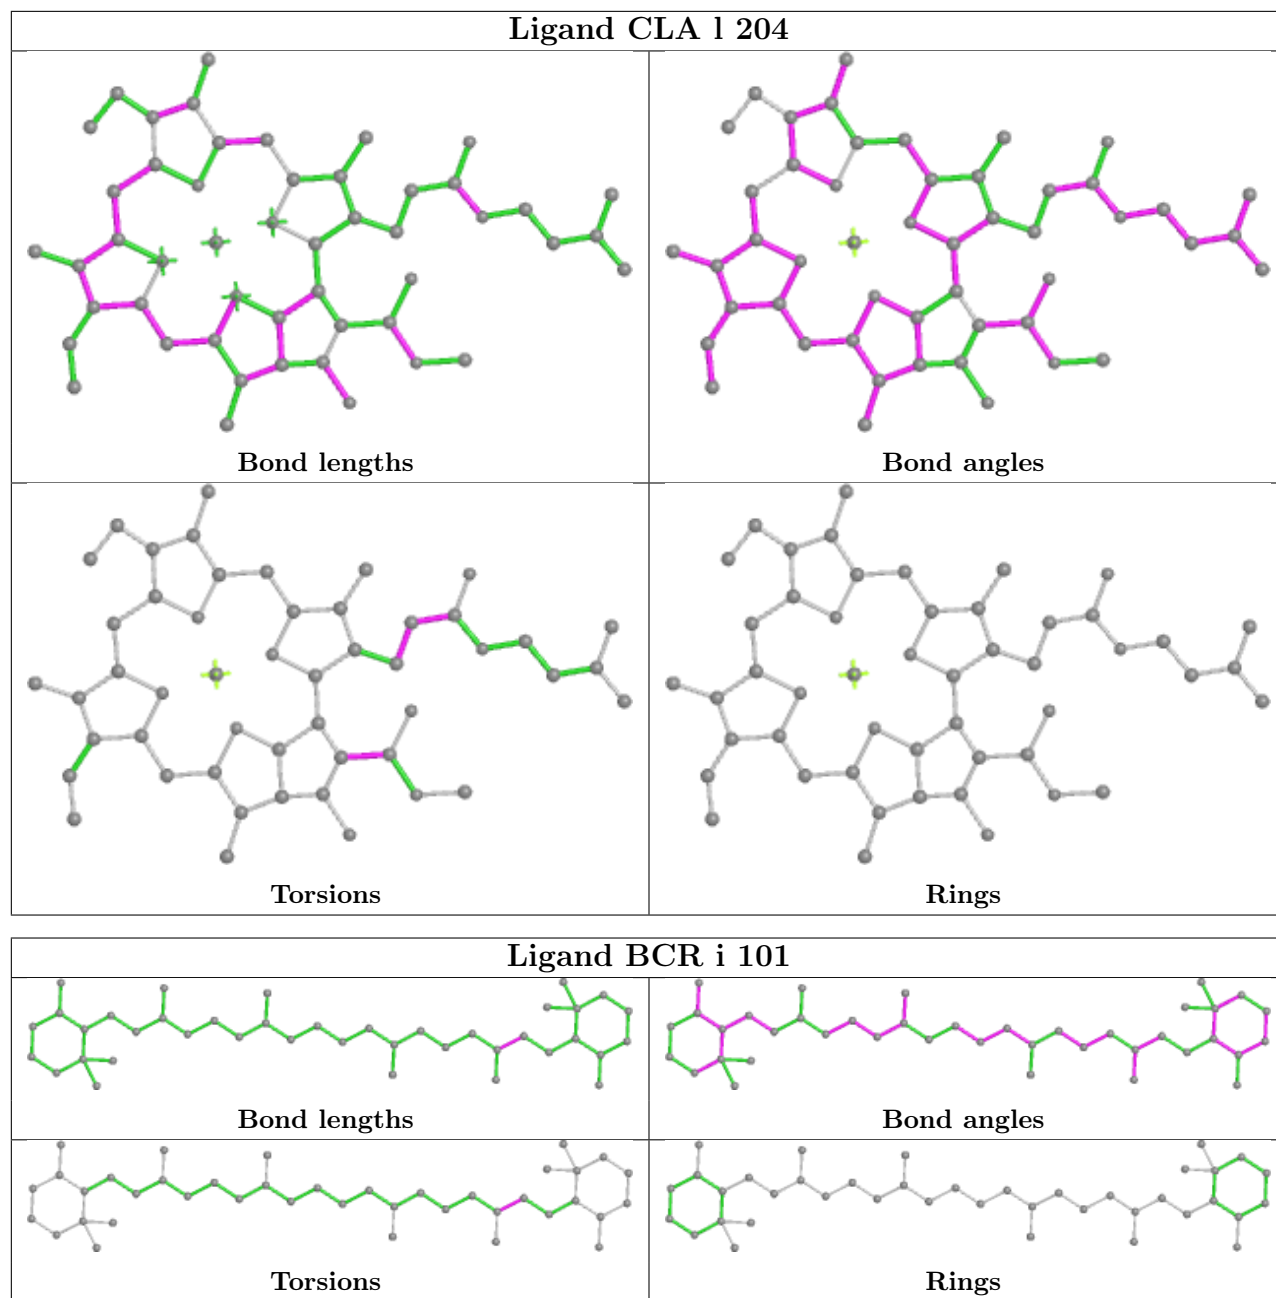 Ligand CLA l 204
Bond lengths
Bond angles
Torsions
Rings
Ligand BCR i 101
Bond lengths
Bond angles
Torsions
Rings